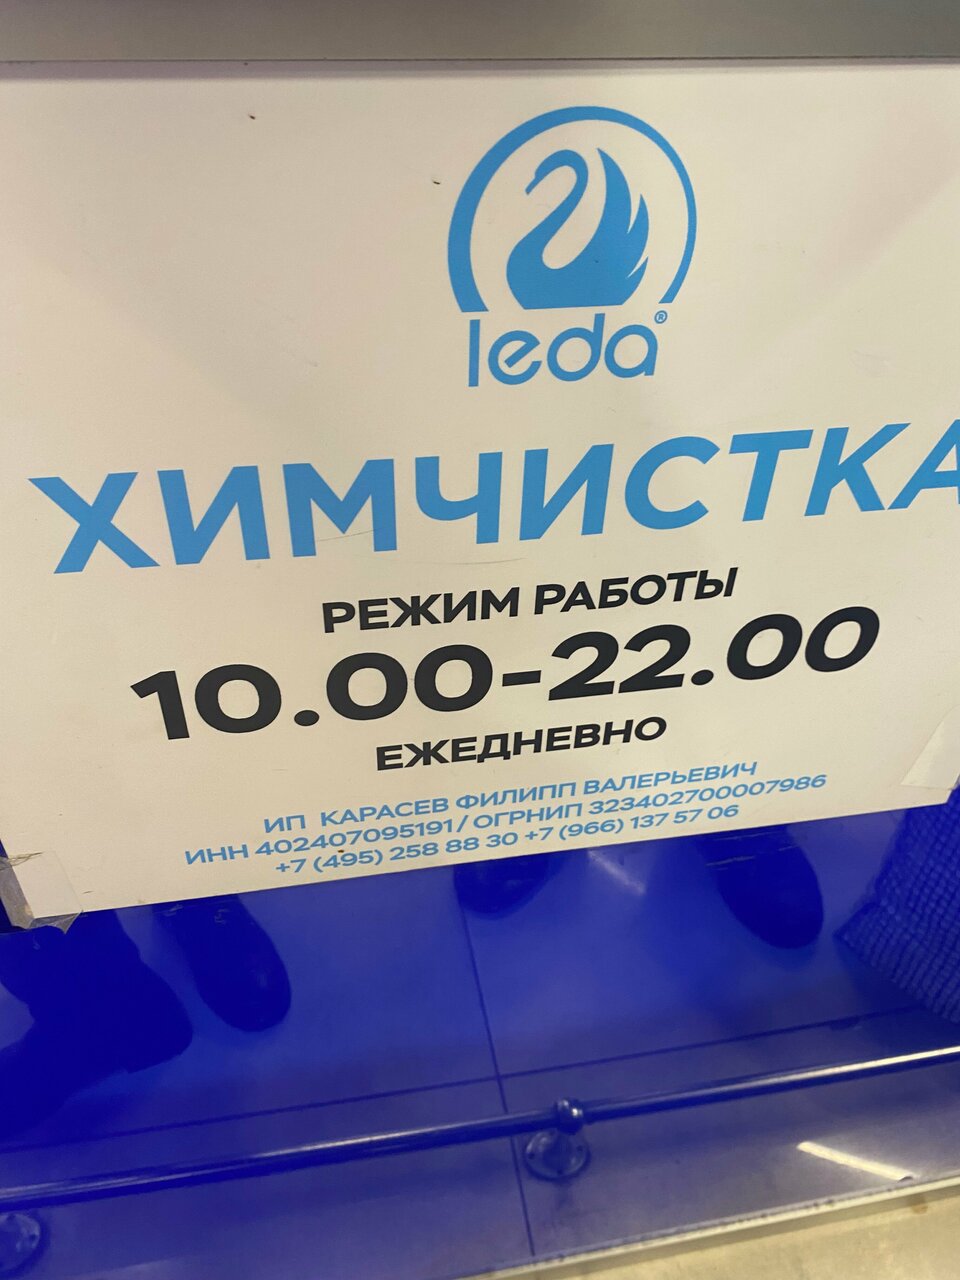 leda®
ХИМЧИСТКА
РЕЖИМ РАБОТЫ
10.00-22.00
ЕЖЕДНЕВНО
ИП КАРАСЕВ ФИЛИПП ВАЛЕРЬЕВИЧ
ИНН 402407095191 / ОГРНИП 323402700007986
+7 (495) 258 88 30 +7 (966) 137 57 06